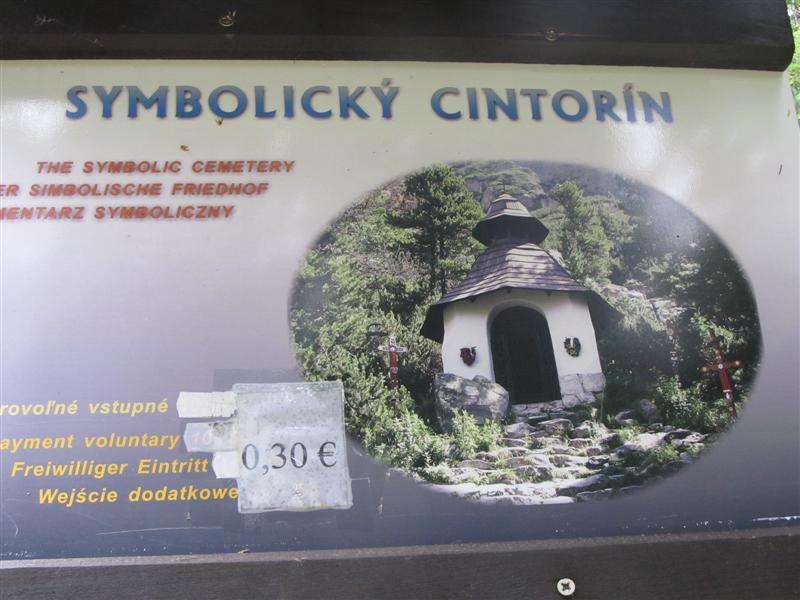 SYMBOLICKÝ CINTORÍN
THE SYMBOLIC CEMETERY
ER SIMBOLISCHE FRIEDHOF
MENTARZ SYMBOLICZNY
rovoľné vstupné
ayment voluntary 10
Freiwilliger Eintritt
Wejście dodatkowe
0,30 €